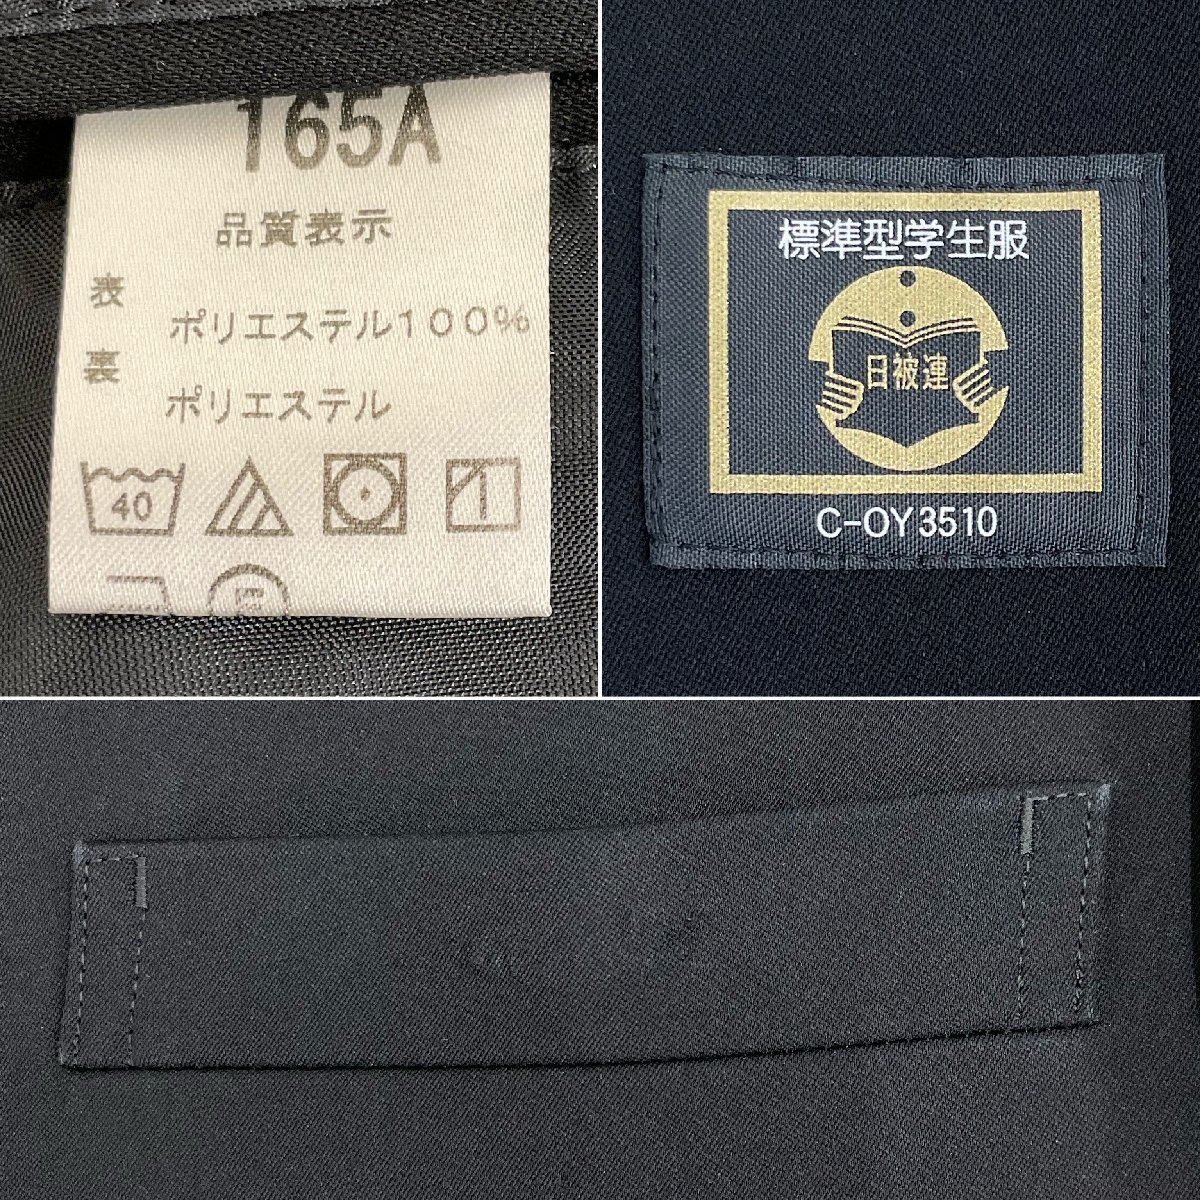 165A
品質表示
表
ポリエステル100%
裏
ポリエステル
40
標準型学生服
日被連
C-OY3510